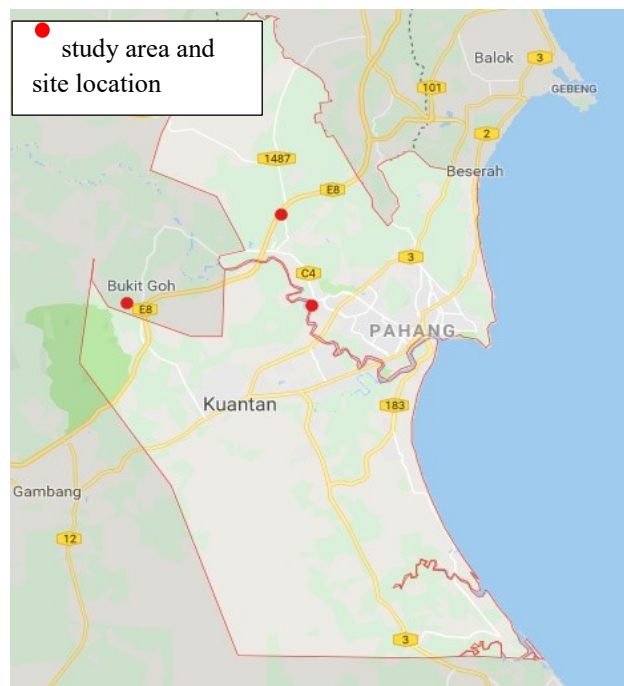 study area and
site location
Balok
3
101
GEBENG
2
1487
Beserah
E8
3
C4
Bukit Goh
E8
PAHANG
Kuantan
183
Gambang
12
3